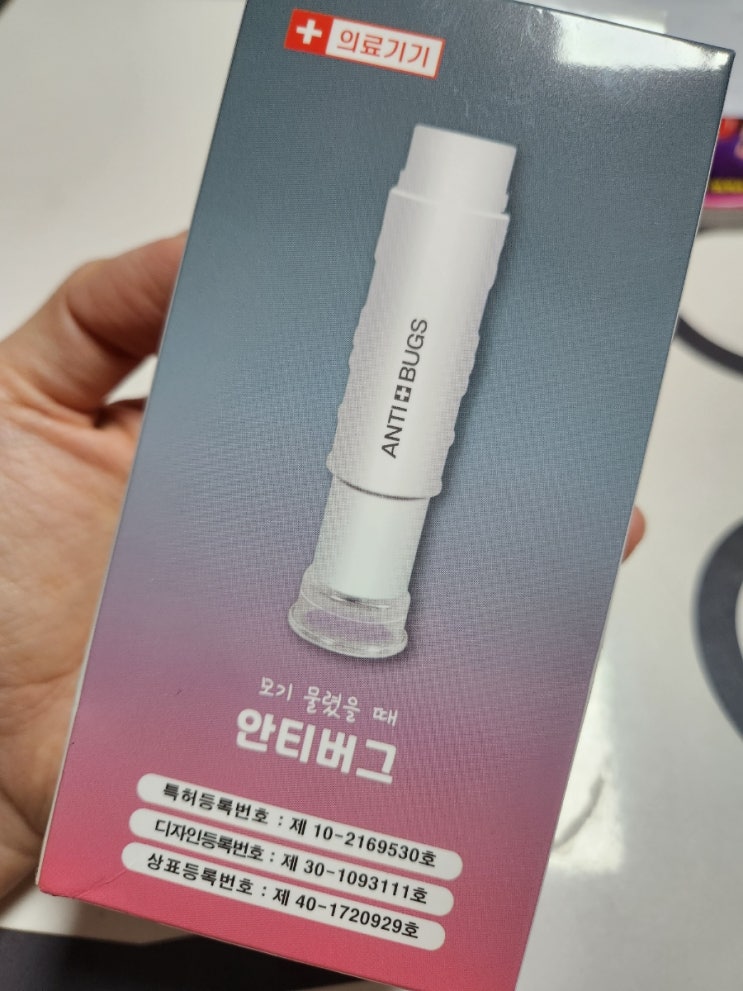 의료기기
ANTI BUGS
모기 물렸을 때
안티버그
특허등록번호 : 제 10-2169530호
디자인등록번호 : 제 30-1093111호
상표등록번호 : 제 40-1720929호